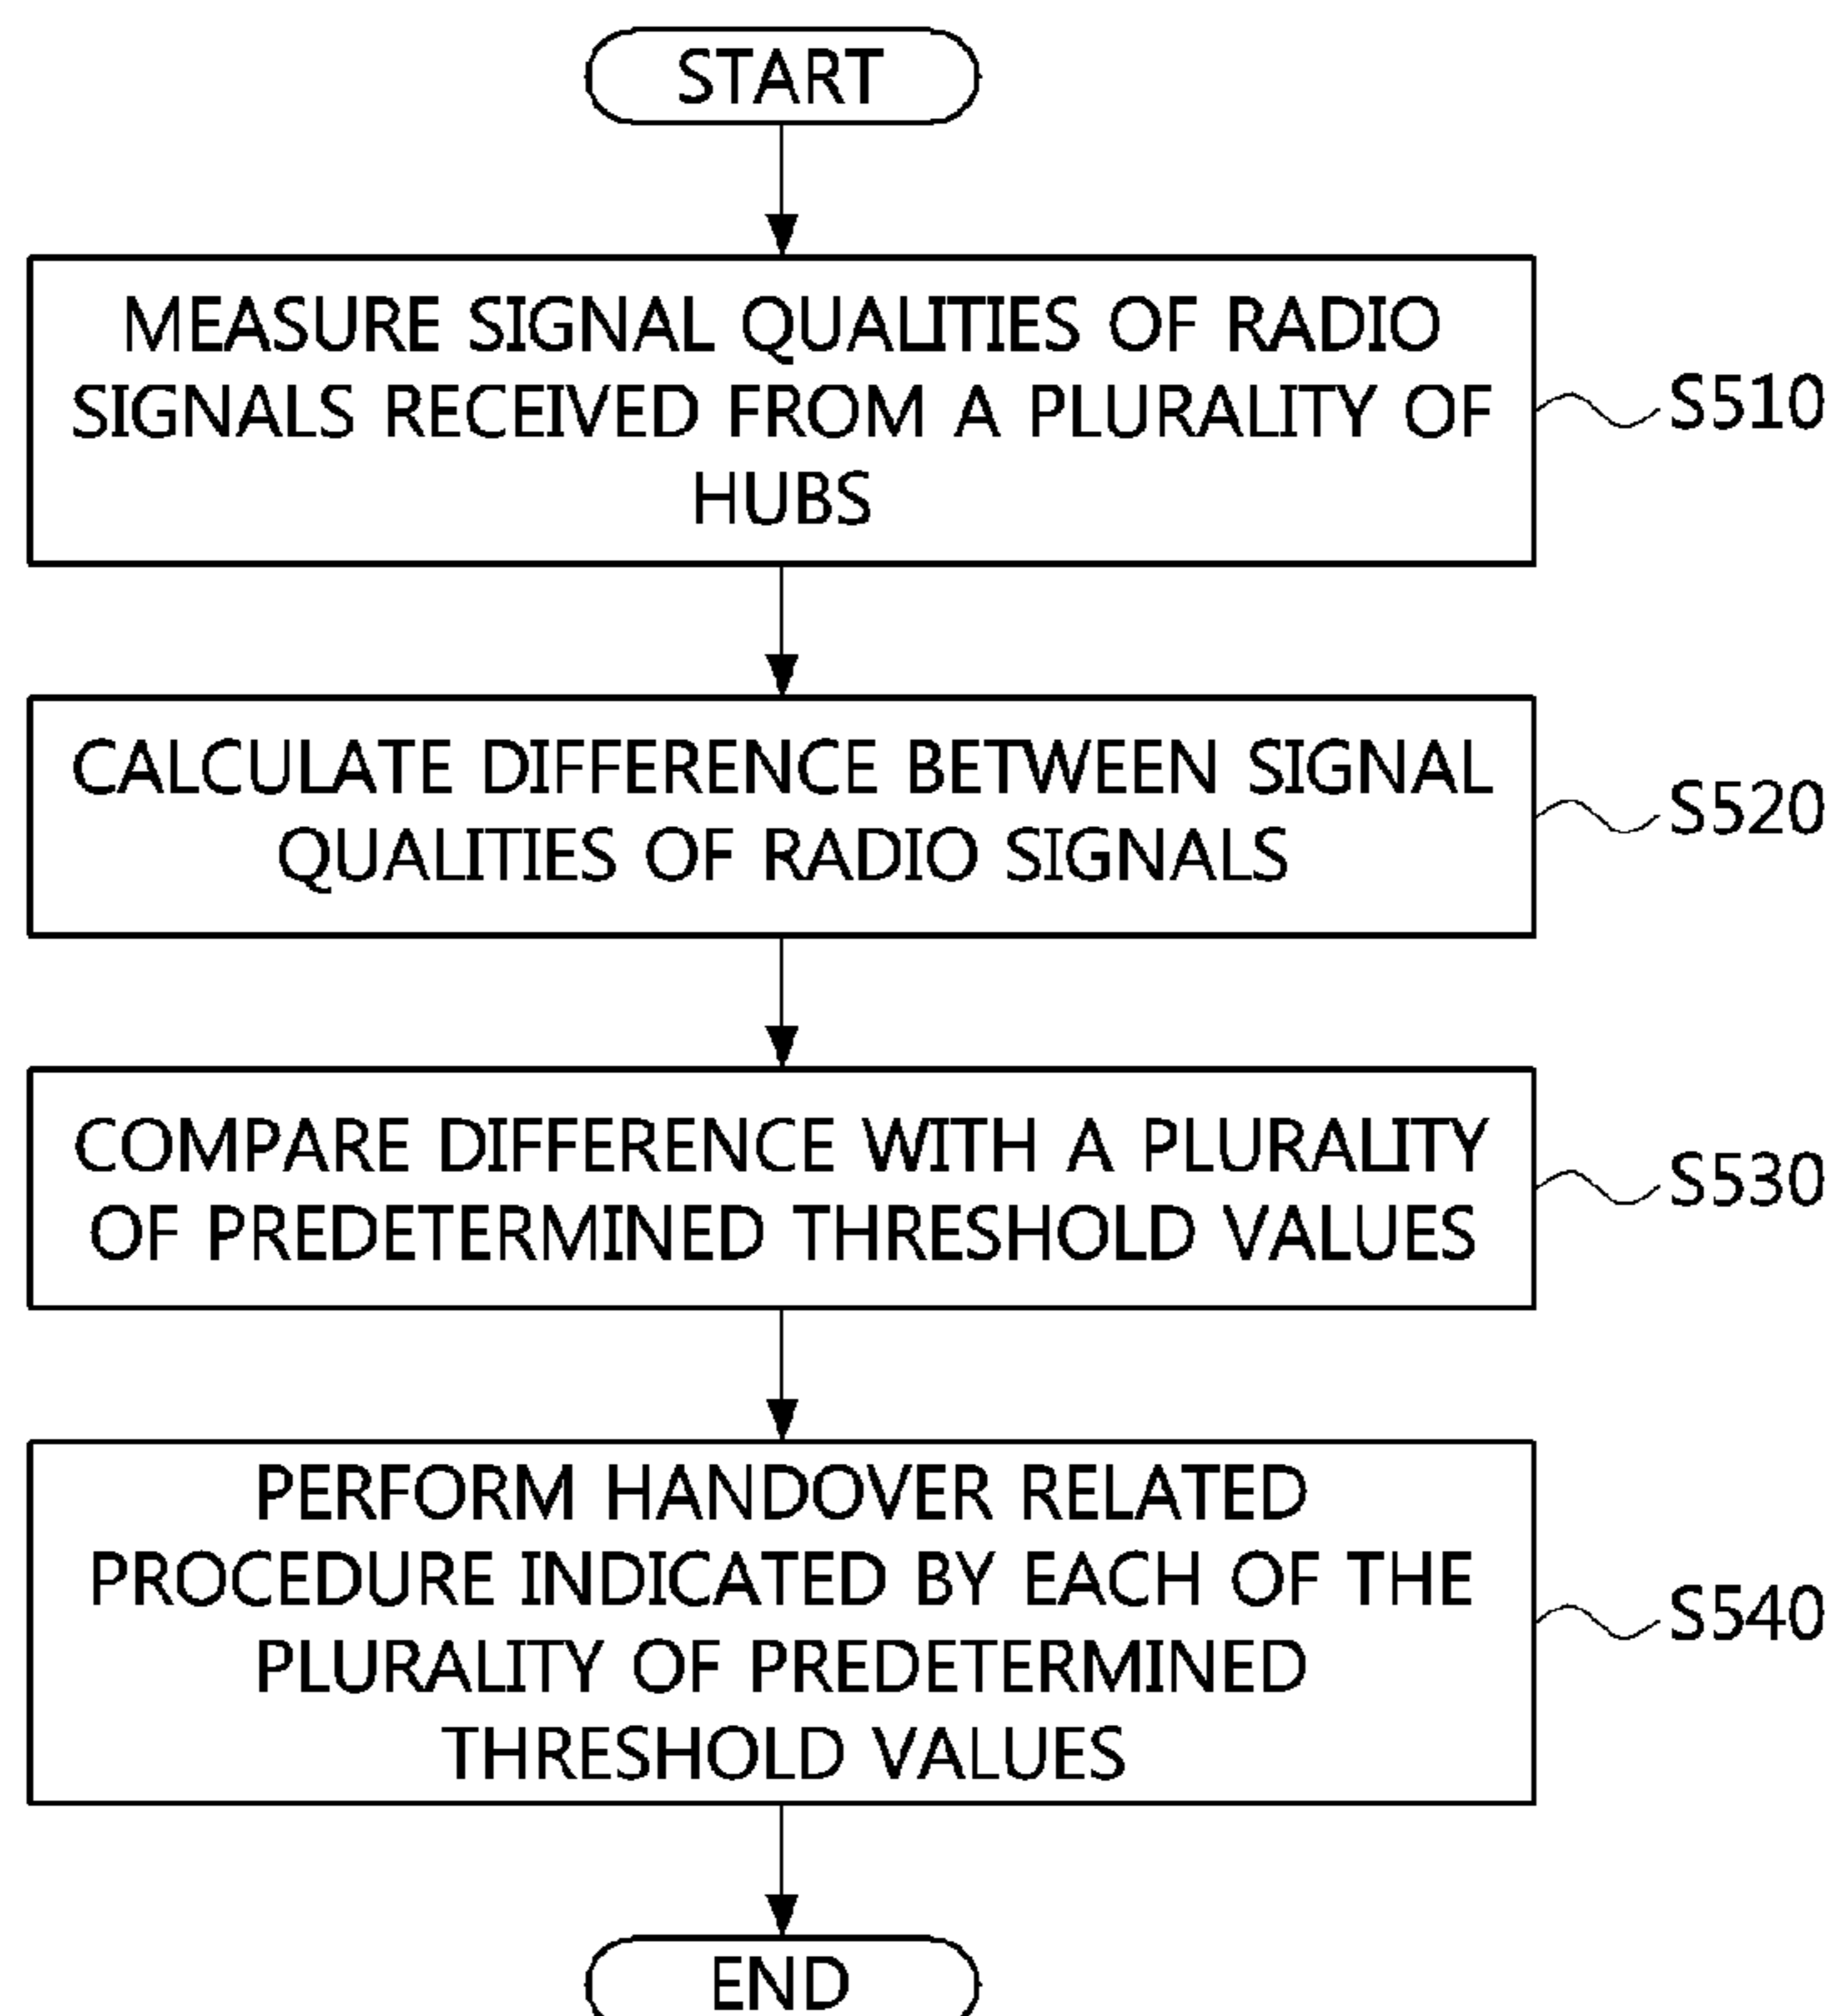 START
MEASURE SIGNAL QUALITIES OF RADIO
SIGNALS RECEIVED FROM A PLURALITY OF
HUBS
S510
CALCULATE DIFFERENCE BETWEEN SIGNAL
QUALITIES OF RADIO SIGNALS
S520
COMPARE DIFFERENCE WITH A PLURALITY
OF PREDETERMINED THRESHOLD VALUES
S530
PERFORM HANDOVER RELATED
PROCEDURE INDICATED BY EACH OF THE
PLURALITY OF PREDETERMINED
THRESHOLD VALUES
S540
END